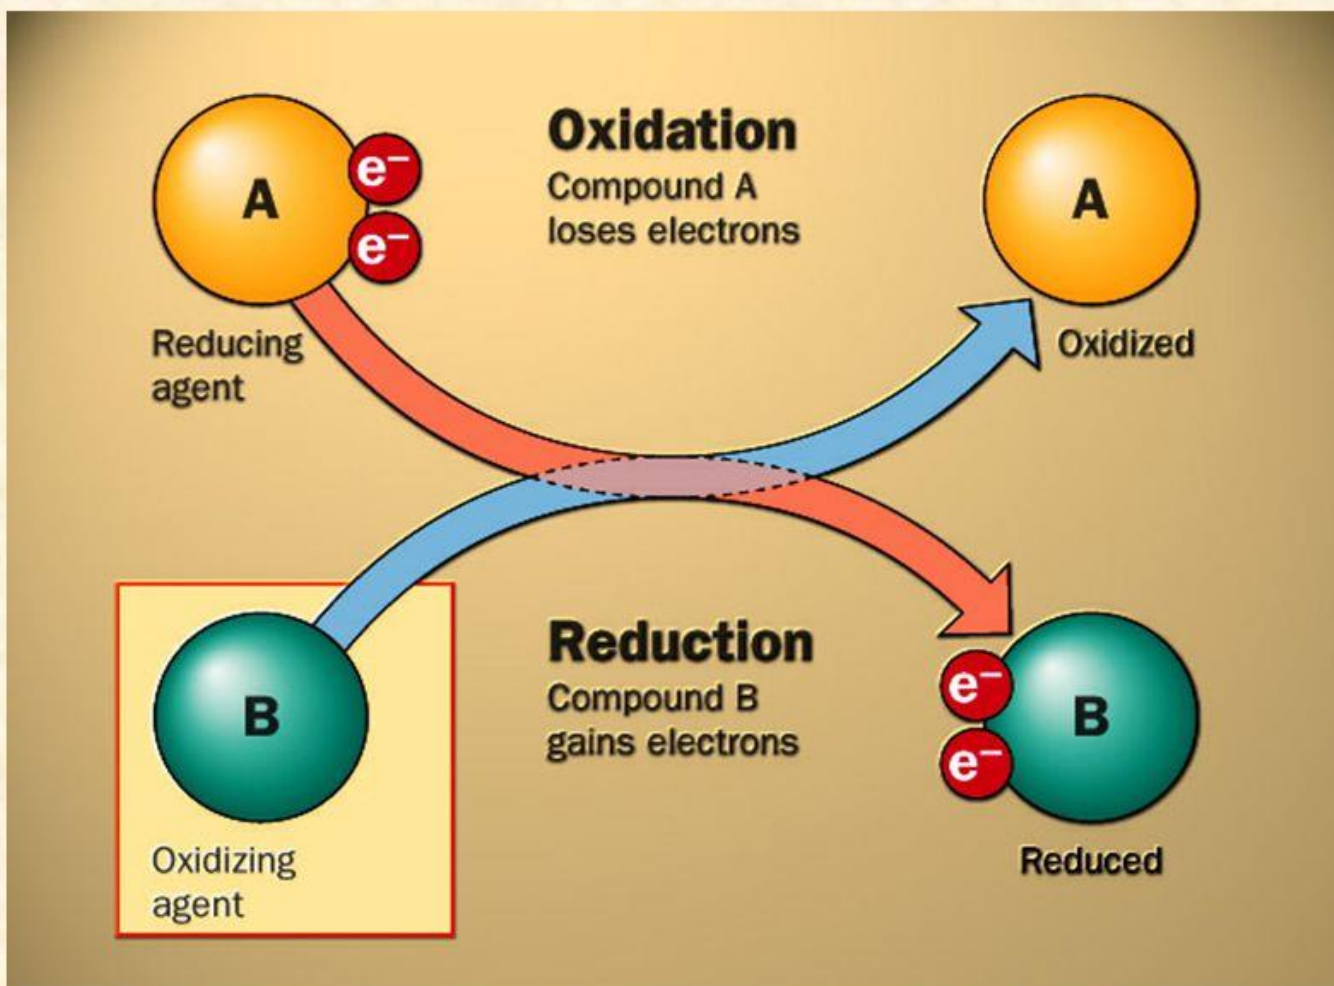 A
e⁻
e⁻
Reducing
agent
Oxidation
Compound A
loses electrons
A
Oxidized
B
Oxidizing
agent
Reduction
Compound B
gains electrons
e⁻
e⁻
B
Reduced